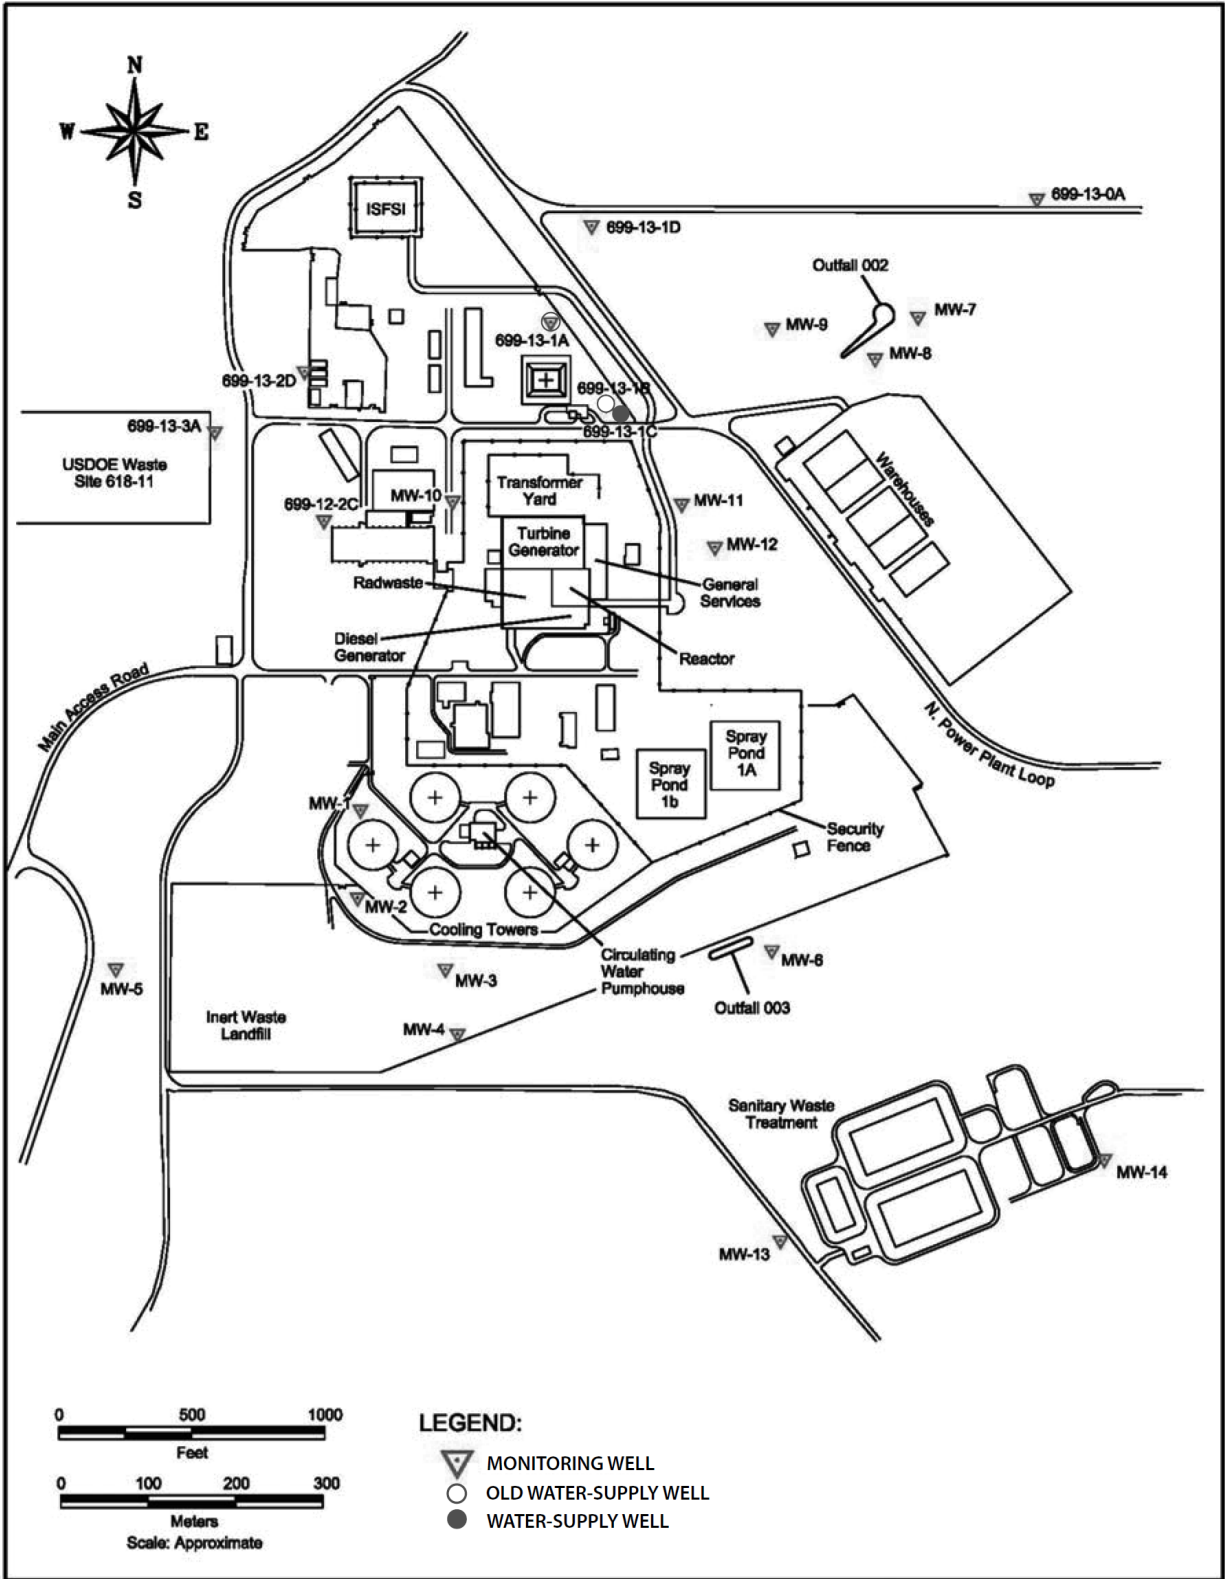 N
W E
S
ISFSI
699-13-0A
699-13-1D
Outfall 002
MW-7
MW-9
MW-8
699-13-1A
699-13-2D
699-13-1B
699-13-3A
699-13-1C
USDOE Waste
Site 618-11
Warehouses
Transformer
Yard
MW-10
MW-11
699-12-2C
Turbine
Generator
MW-12
Radwaste
General
Services
Diesel
Generator
Reactor
Main Access Road
N. Power Plant Loop
Spray
Pond
1A
Spray
Pond
1b
MW-1
Security
Fence
MW-2
Cooling Towers
Circulating
Water
Pumphouse
MW-6
MW-3
MW-5
Outfall 003
Inert Waste
Landfill
MW-4
Sanitary Waste
Treatment
MW-14
MW-13
0 500 1000
Feet
0 100 200 300
Meters
Scale: Approximate
LEGEND:
MONITORING WELL
OLD WATER-SUPPLY WELL
WATER-SUPPLY WELL